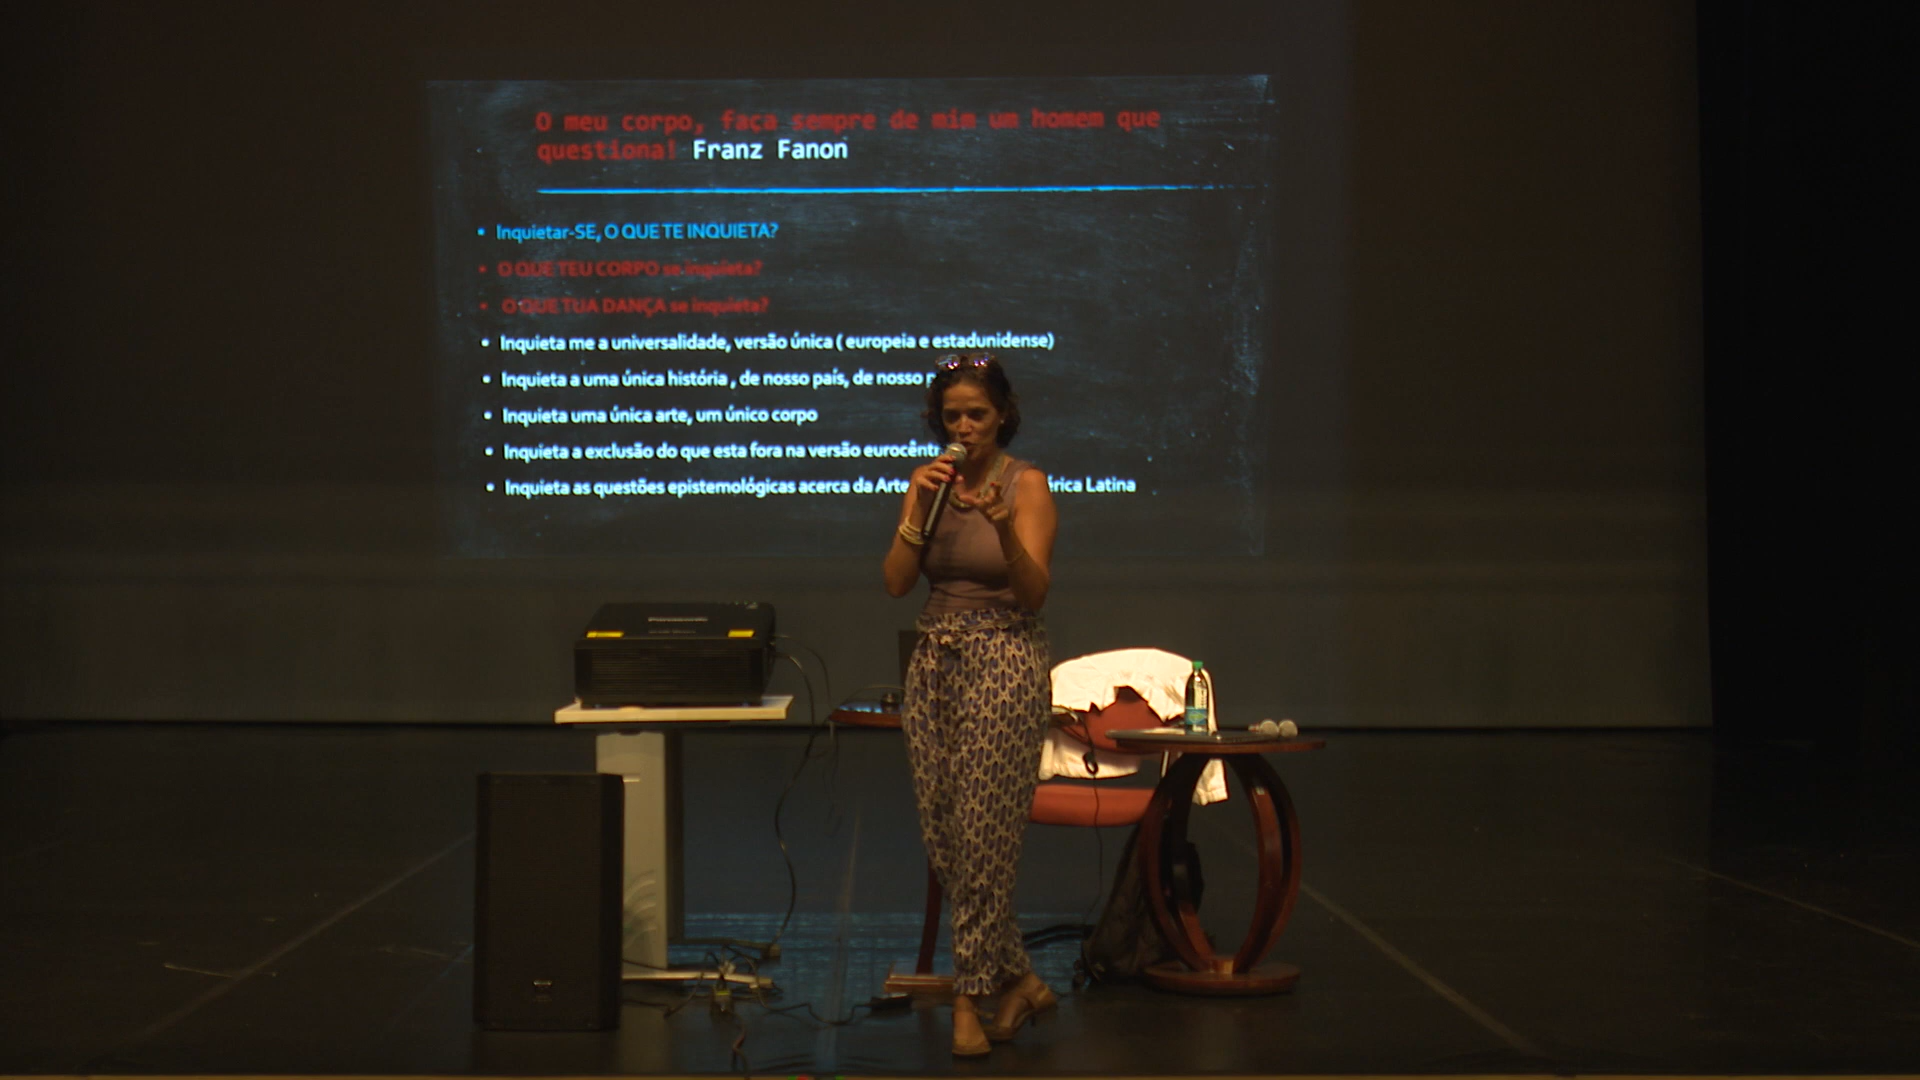 O meu corpo, faça sempre de mim um homem que
questiona! Franz Fanon
• Inquietar-SE, O QUE TE INQUIETA?
• O QUE TEU CORPO se inquieta?
• O QUE TUA DANÇA se inquieta?
• Inquieta me a universalidade, versão única ( europeia e estadunidense)
• Inquieta a uma única história , de nosso país, de nosso
• Inquieta uma única arte, um único corpo
• Inquieta a exclusão do que esta fora na versão
• Inquieta as questões epistemológicas acerca da Latina
Panasonic